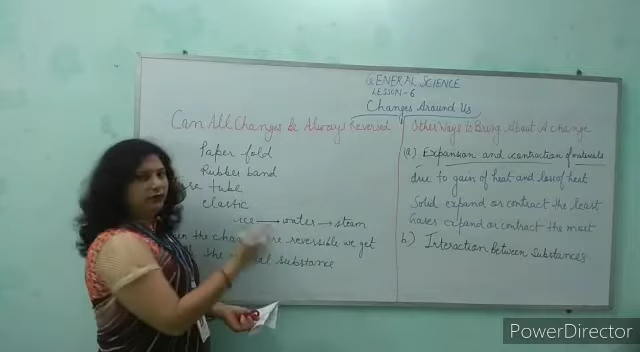 GENERAL SCIENCE
LESSON-6
Changes Around Us
Can All Changes Be Always Reversed
Paper fold
Rubber band
tube
elastic
ice → water → steam
the reversible we get
the substance
Other Ways to Bring About A change
(a) Expansion and contraction of materials
due to gain of heat and loss of heat
Solid expand or contract the least
Gases expand or contract the most
b) Interaction between Substances
PowerDirector